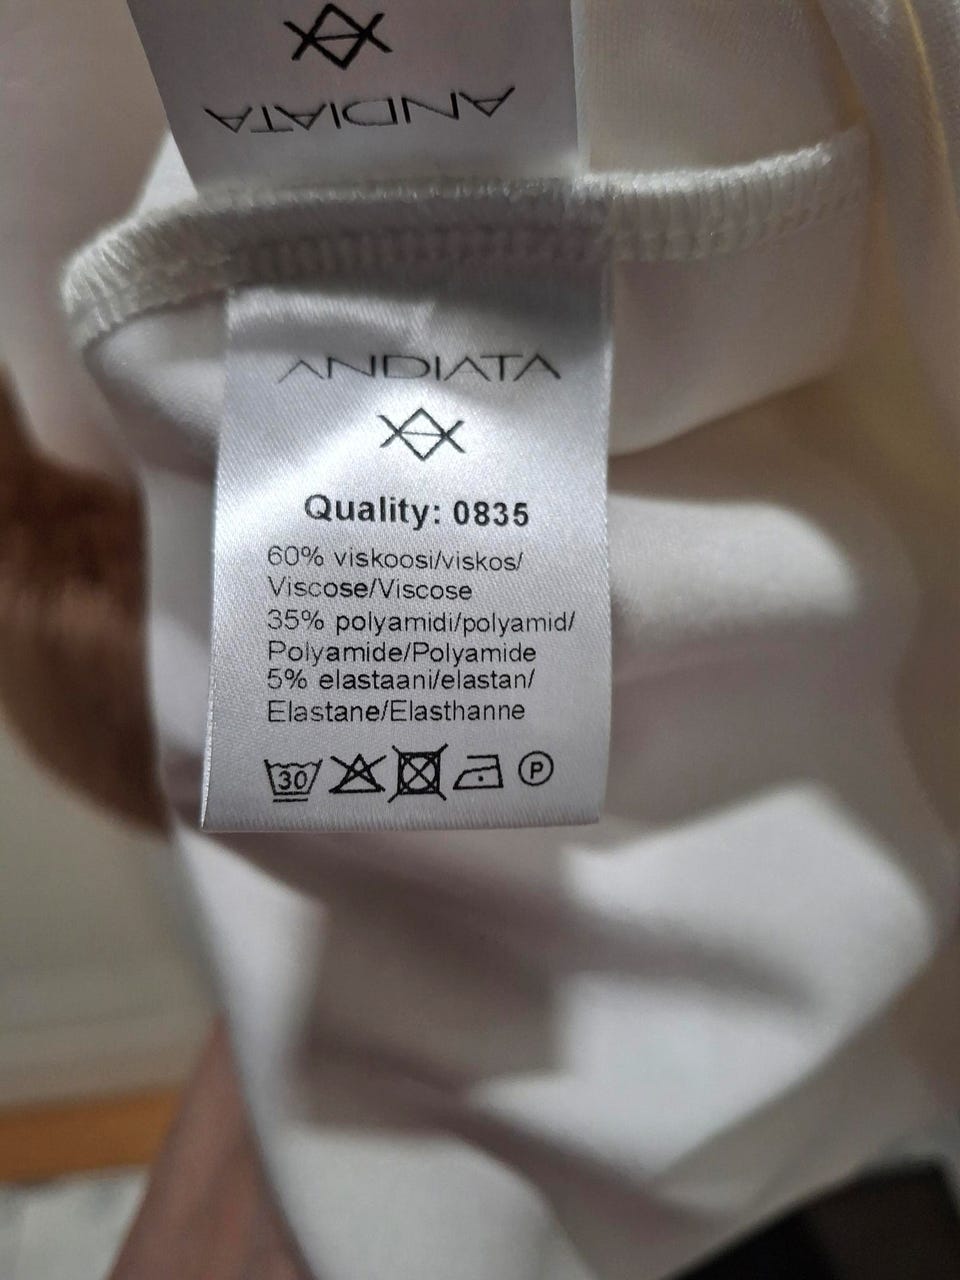 ANDIATA
ANDIATA
Quality: 0835
60% viskoosi/viskos/
Viscose/Viscose
35% polyamidi/polyamid/
Polyamide/Polyamide
5% elastaani/elastan/
Elastane/Elasthanne
30 P